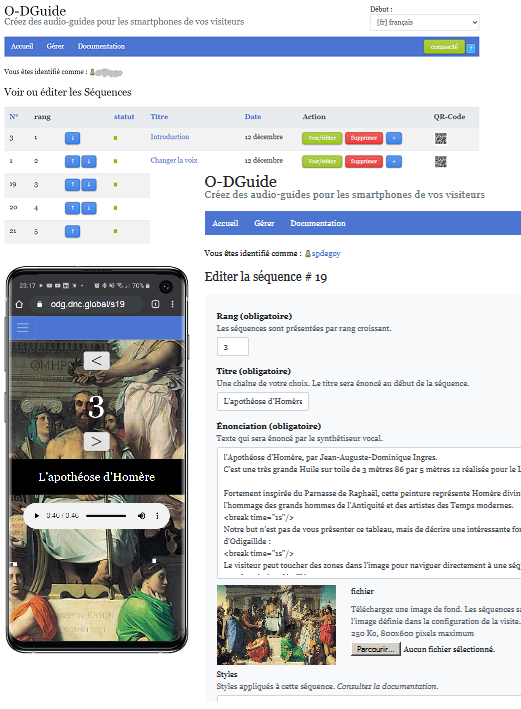 O-DGuide
Créez des audio-guides pour les smartphones de vos visiteurs
Début :
[fr] français
Accueil Gérer Documentation
connecté
Vous êtes identifié comme :
Voir ou éditer les Séquences
N° rang statut Titre Date Action QR-Code
3 1 Introduction 12 décembre Voir/éditer Supprimer
1 2 Changer la voix 12 décembre Voir/éditer Supprimer
19 3
20 4
21 5
O-DGuide
Créez des audio-guides pour les smartphones de vos visiteurs
Accueil Gérer Documentation
Vous êtes identifié comme : spdegoy
Editer la séquence # 19
Rang (obligatoire)
Les séquences sont présentées par rang croissant.
3
Titre (obligatoire)
Une chaîne de votre choix. Le titre sera énoncé au début de la séquence.
L'apothéose d'Homère
Énonciation (obligatoire)
Texte qui sera énoncé par le synthétiseur vocal.
l'Apothéose d'Homère, par Jean-Auguste-Dominique Ingres.
C'est une très grande Huile sur toile de 3 mètres 86 par 5 mètres 12 réalisée pour le L
Fortement inspirée du Parnasse de Raphaël, cette peinture représente Homère divin
l'hommage des grands hommes de l'Antiquité et des artistes des Temps modernes.
<break time="1s"/>
Notre but n'est pas de vous présenter ce tableau, mais de décrire une intéressante fon
d'Odigaillde :
<break time="1s"/>
Le visiteur peut toucher des zones dans l'image pour naviguer directement à une séq
fichier
Téléchargez une image de fond. Les séquences sa
l'image définie dans la configuration de la visite.
250 Ko, 800x600 pixels maximum
Parcourir... Aucun fichier sélectionné.
Styles
Styles appliqués à cette séquence. Consultez la documentation.
23:17 70%
odg.dnc.global/s19
<
3
>
L'apothéose d'Homère
0:46 / 0:46